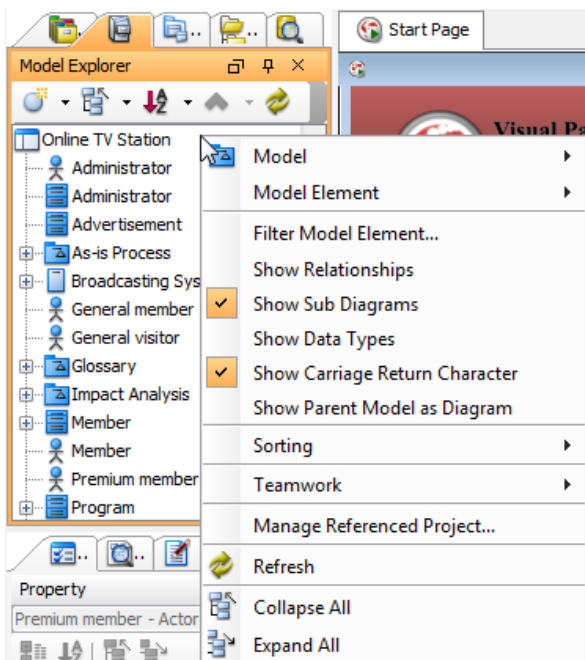 Start Page
Model Explorer
Visual Pa
Online TV Station
Administrator
Administrator
Advertisement
As-is Process
Broadcasting Sys
General member
General visitor
Glossary
Impact Analysis
Member
Member
Premium member
Program
Model
Model Element
Filter Model Element...
Show Relationships
Show Sub Diagrams
Show Data Types
Show Carriage Return Character
Show Parent Model as Diagram
Sorting
Teamwork
Manage Referenced Project...
Refresh
Collapse All
Expand All
Property
Premium member - Actor